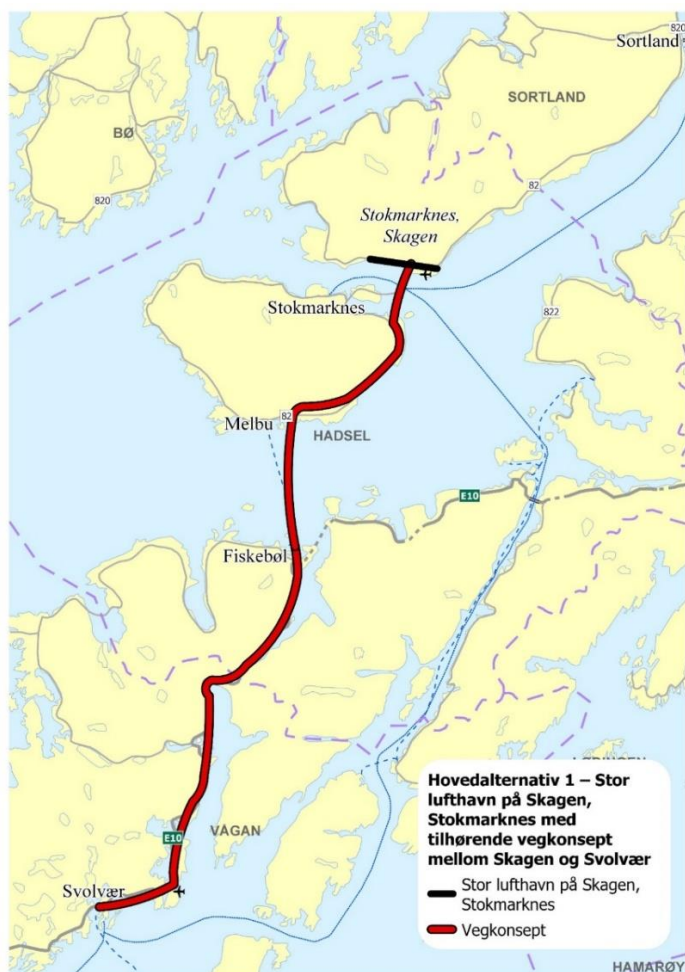 820
Sortland
SORTLAND
BØ
820
82
Stokmarknes,
Skagen
Stokmarknes
822
82
Melbu
HADSEL
E10
Fiskebøl
E10
VÅGAN
Svolvær
LØDINGEN
Hovedalternativ 1 – Stor
lufthavn på Skagen,
Stokmarknes med
tilhørende vegkonsept
mellom Skagen og Svolvær
Stor lufthavn på Skagen,
Stokmarknes
Vegkonsept
HAMARØY